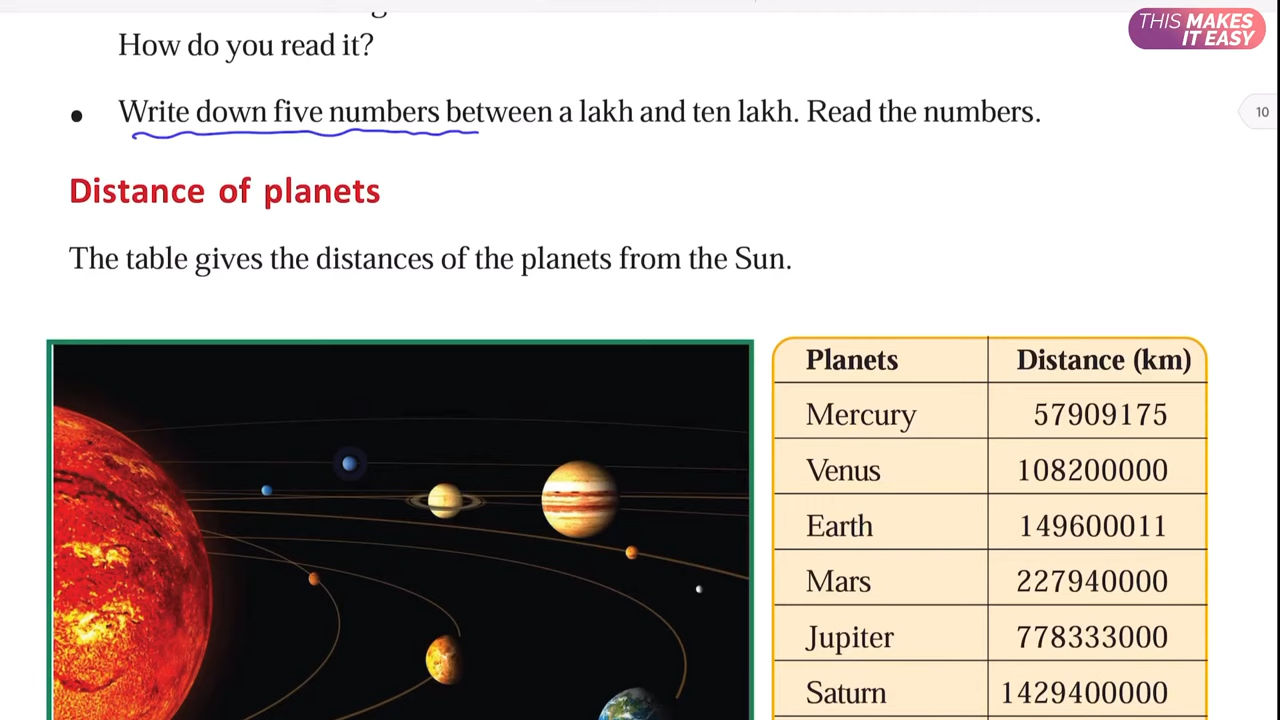 THIS MAKES
IT EASY
How do you read it?
• Write down five numbers between a lakh and ten lakh. Read the numbers.
10
Distance of planets
The table gives the distances of the planets from the Sun.
Planets Distance (km)
Mercury 57909175
Venus 108200000
Earth 149600011
Mars 227940000
Jupiter 778333000
Saturn 1429400000